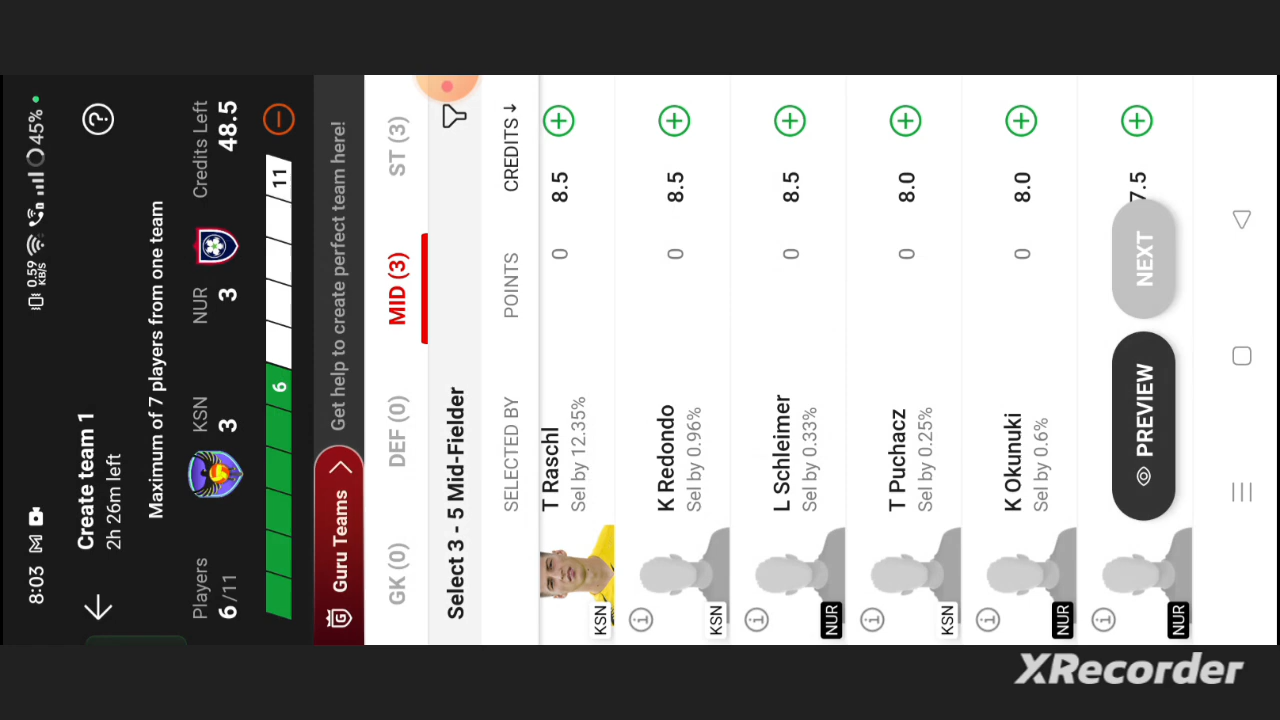 8:03
0.59 KB/S
45%
Create team 1
2h 26m left
Maximum of 7 players from one team
Players
6 /11
KSN
3
NUR
3
Credits Left
48.5
6
11
Guru Teams
Get help to create perfect team here!
GK (0)
DEF (0)
MID (3)
ST (3)
Select 3 - 5 Mid-Fielder
SELECTED BY
POINTS
CREDITS ↓
KSN
T Raschl
Sel by 12.35%
0
8.5
KSN
K Redondo
Sel by 0.96%
0
8.5
NUR
L Schleimer
Sel by 0.33%
0
8.5
KSN
T Puchacz
Sel by 0.25%
0
8.0
NUR
K Okunuki
Sel by 0.6%
0
8.0
NUR
7.5
PREVIEW
NEXT
XRecorder